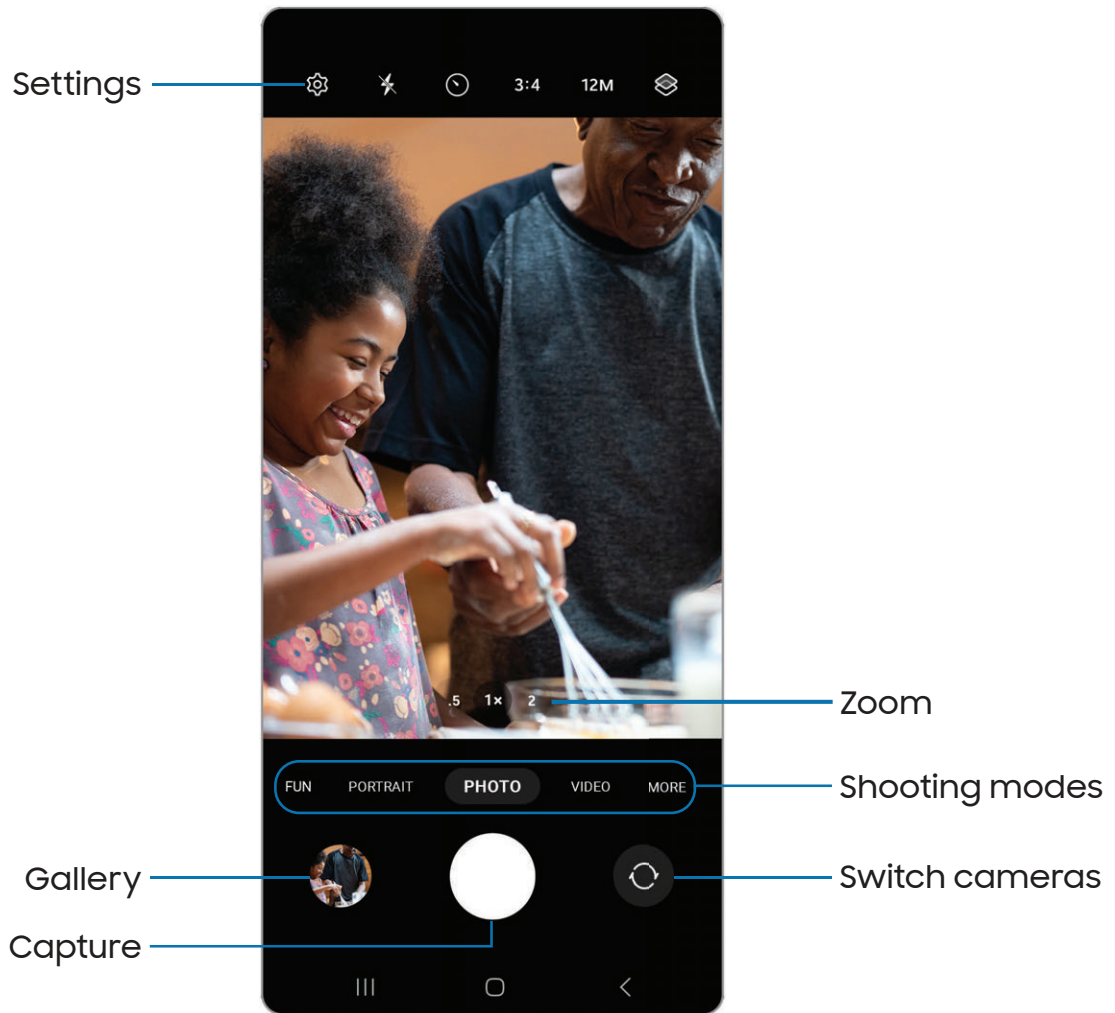 Settings
3:4 12M
.5 1× 2
Zoom
FUN PORTRAIT PHOTO VIDEO MORE
Shooting modes
Gallery
Switch cameras
Capture